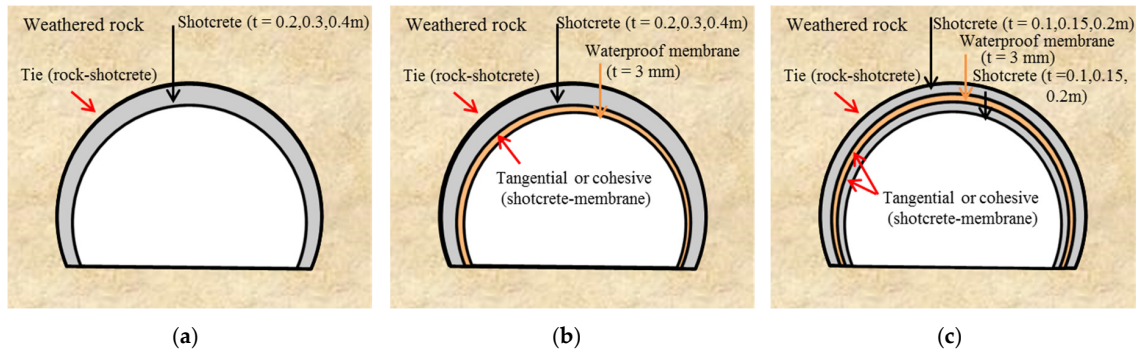 Weathered rock
Shotcrete (t = 0.2,0.3,0.4m)
Tie (rock-shotcrete)
(a)
Weathered rock
Shotcrete (t = 0.2,0.3,0.4m)
Waterproof membrane
(t = 3 mm)
Tie (rock-shotcrete)
Tangential or cohesive
(shotcrete-membrane)
(b)
Weathered rock
Shotcrete (t = 0.1,0.15,0.2m)
Waterproof membrane
(t = 3 mm)
Shotcrete (t =0.1,0.15,
0.2m)
Tie (rock-shotcrete)
Tangential or cohesive
(shotcrete-membrane)
(c)